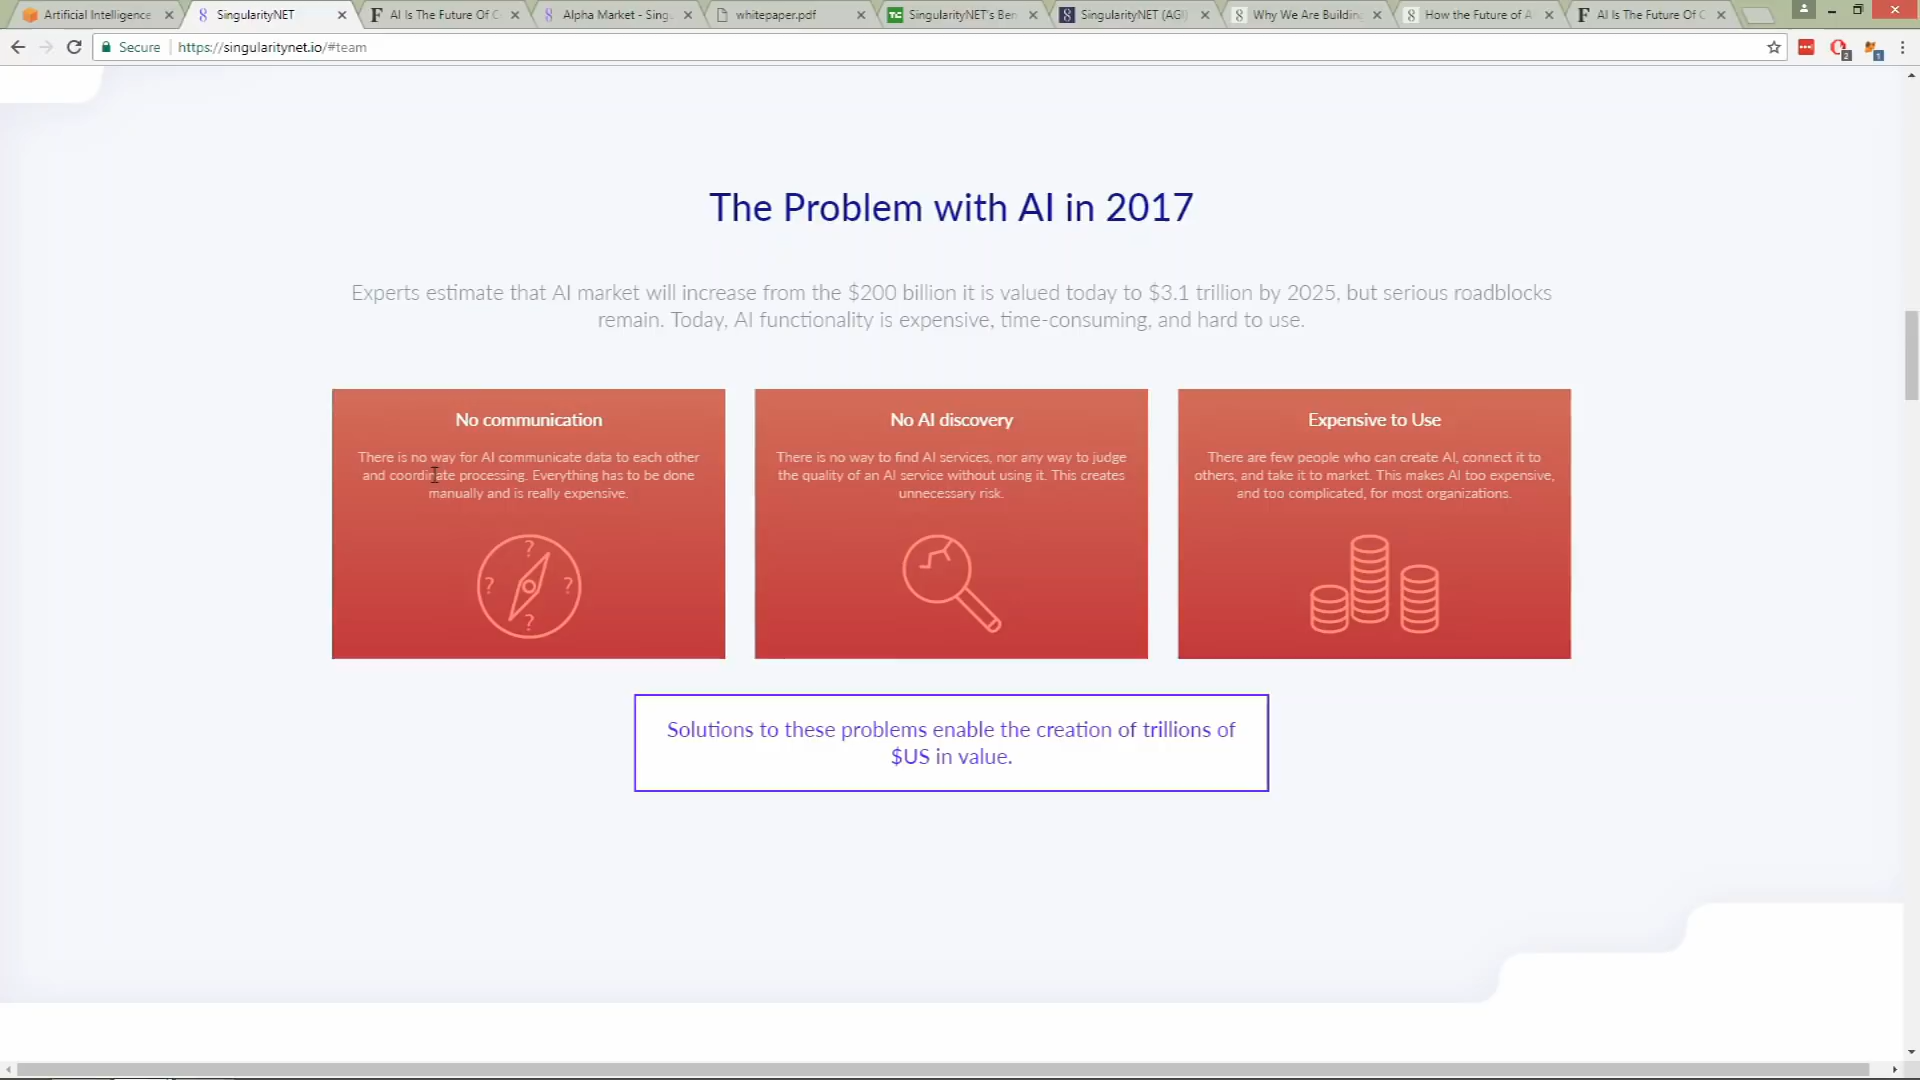 Artificial Intelligence
SingularityNET
AI Is The Future Of C
Alpha Market - Sing
whitepaper.pdf
SingularityNET's Ben
SingularityNET (AGI)
Why We Are Building
How the Future of A
AI Is The Future Of C
Secure
https://singularitynet.io/#team
2
1
The Problem with AI in 2017
Experts estimate that AI market will increase from the $200 billion it is valued today to $3.1 trillion by 2025, but serious roadblocks
remain. Today, AI functionality is expensive, time-consuming, and hard to use.
No communication
There is no way for AI communicate data to each other
and coordinate processing. Everything has to be done
manually and is really expensive.
? ? ? ?
No AI discovery
There is no way to find AI services, nor any way to judge
the quality of an AI service without using it. This creates
unnecessary risk.
Expensive to Use
There are few people who can create AI, connect it to
others, and take it to market. This makes AI too expensive,
and too complicated, for most organizations.
Solutions to these problems enable the creation of trillions of
$US in value.